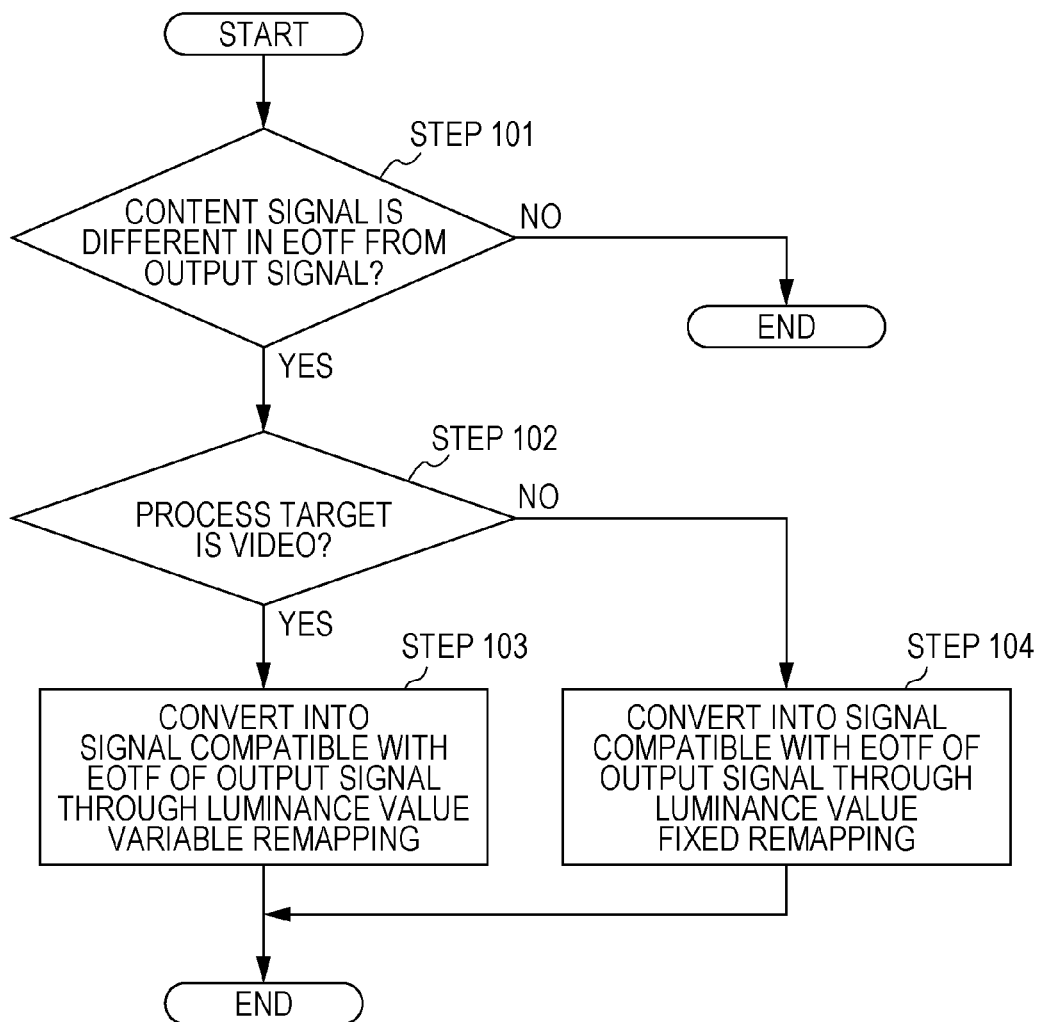 START
STEP 101
CONTENT SIGNAL IS
DIFFERENT IN EOTF FROM
OUTPUT SIGNAL?
NO
END
YES
STEP 102
PROCESS TARGET
IS VIDEO?
NO
YES
STEP 103
CONVERT INTO
SIGNAL COMPATIBLE WITH
EOTF OF OUTPUT SIGNAL
THROUGH LUMINANCE VALUE
VARIABLE REMAPPING
STEP 104
CONVERT INTO SIGNAL
COMPATIBLE WITH EOTF OF
OUTPUT SIGNAL THROUGH
LUMINANCE VALUE
FIXED REMAPPING
END